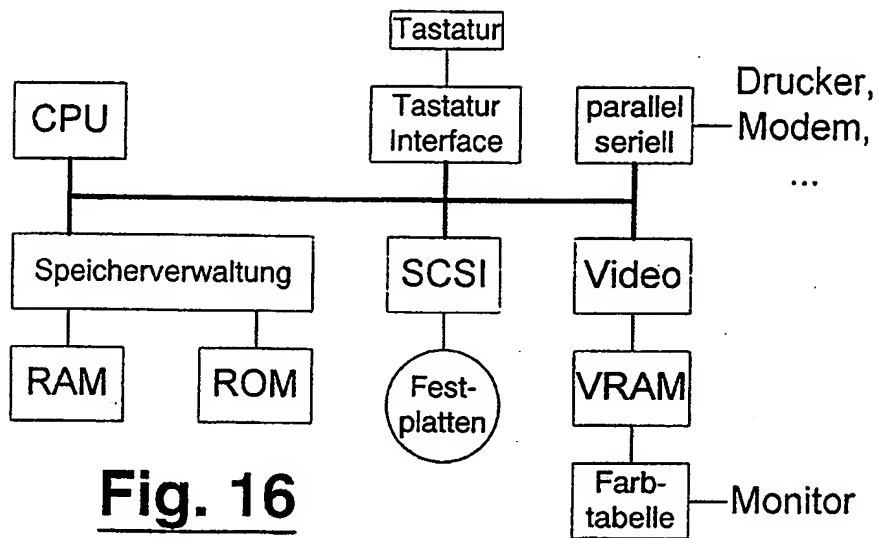 Tastatur
CPU
Tastatur
Interface
parallel
seriell
Drucker,
Modem,
...
Speicherverwaltung
SCSI
Video
RAM
ROM
Fest-
platten
VRAM
Farb-
tabelle
Monitor
Fig. 16